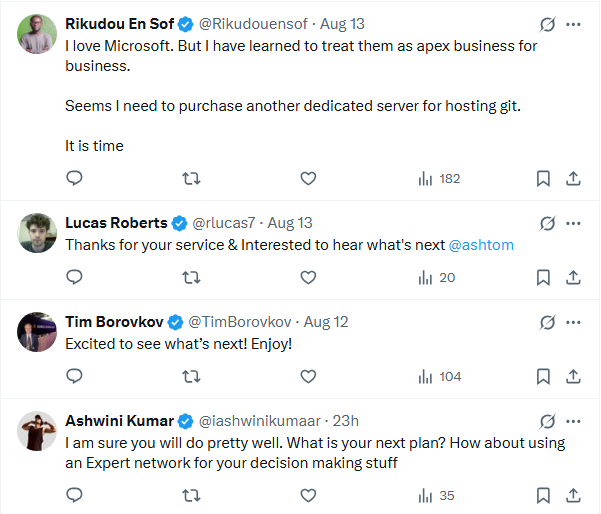 Rikudou En Sof @Rikudouensof · Aug 13
I love Microsoft. But I have learned to treat them as apex business for
business.
Seems I need to purchase another dedicated server for hosting git.
It is time
182
Lucas Roberts @rlucas7 · Aug 13
Thanks for your service & Interested to hear what's next @ashtom
20
Tim Borovkov @TimBorovkov · Aug 12
Excited to see what’s next! Enjoy!
104
Ashwini Kumar @iashwinikumaar · 23h
I am sure you will do pretty well. What is your next plan? How about using
an Expert network for your decision making stuff
35